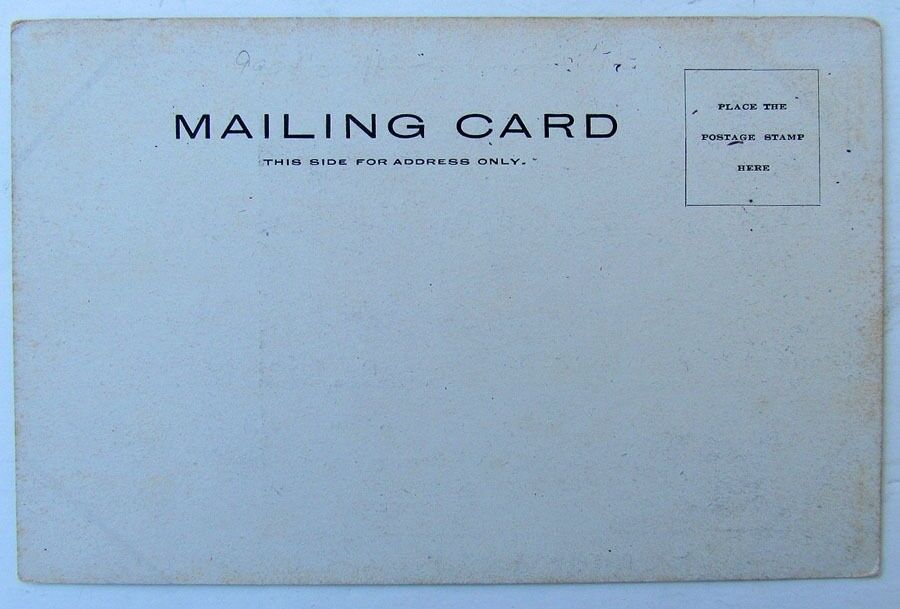 MAILING CARD
THIS SIDE FOR ADDRESS ONLY.
PLACE THE
POSTAGE STAMP
HERE